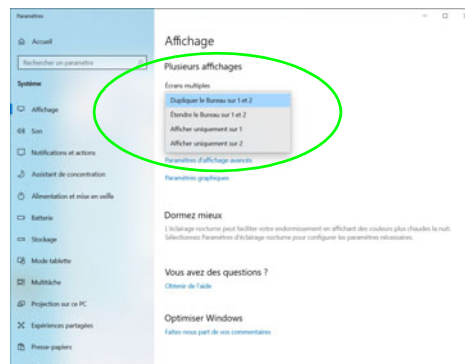 Paramètres
Accueil
Rechercher un paramètre
Système
Affichage
Son
Notifications et actions
Assistant de concentration
Alimentation et mise en veille
Batterie
Stockage
Mode tablette
Multitâche
Projection sur ce PC
Expériences partagées
Presse-papiers
Affichage
Plusieurs affichages
Écrans multiples
Dupliquer le Bureau sur 1 et 2
Étendre le Bureau sur 1 et 2
Afficher uniquement sur 1
Afficher uniquement sur 2
Paramètres d'affichage avancés
Paramètres graphiques
Dormez mieux
L'éclairage nocturne peut faciliter votre endormissement en affichant des couleurs plus chaudes la nuit.
Sélectionnez Paramètres d'éclairage nocturne pour configurer les paramètres nécessaires.
Vous avez des questions ?
Obtenir de l'aide
Optimiser Windows
Faites-nous part de vos commentaires